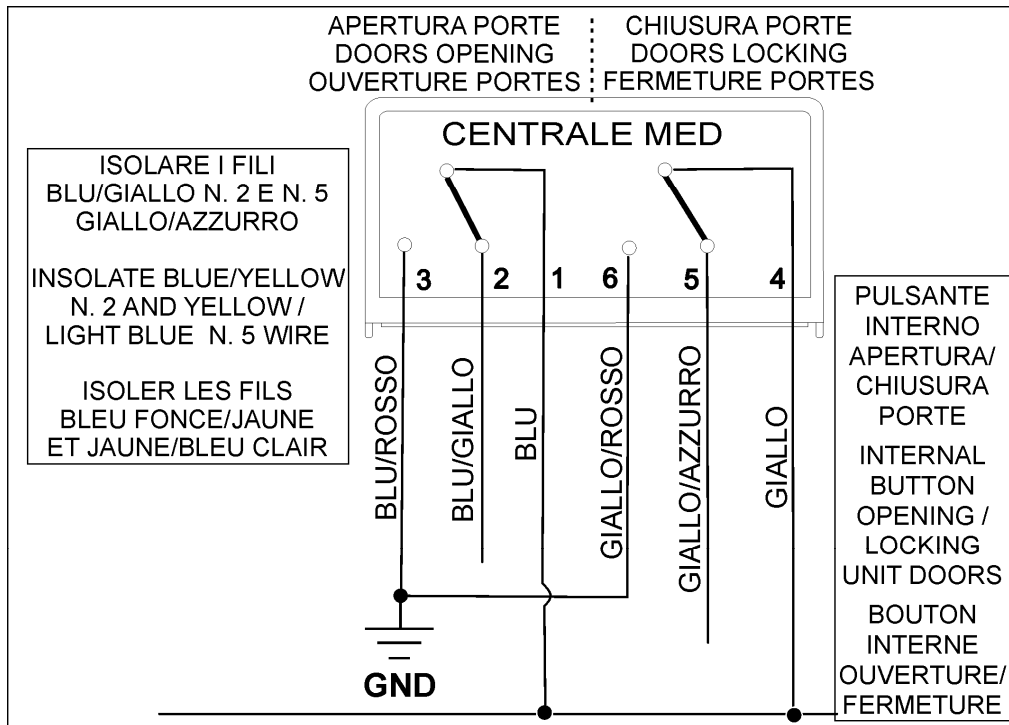 APERTURA PORTE
DOORS OPENING
OUVERTURE PORTES
CHIUSURA PORTE
DOORS LOCKING
FERMETURE PORTES
CENTRALE MED
ISOLARE I FILI
BLU/GIALLO N. 2 E N. 5
GIALLO/AZZURRO
INSOLATE BLUE/YELLOW
N. 2 AND YELLOW /
LIGHT BLUE N. 5 WIRE
ISOLER LES FILS
BLEU FONCE/JAUNE
ET JAUNE/BLEU CLAIR
3 2 1 6 5 4
BLU/ROSSO
BLU/GIALLO
BLU
GIALLO/ROSSO
GIALLO/AZZURRO
GIALLO
GND
PULSANTE
INTERNO
APERTURA/
CHIUSURA
PORTE
INTERNAL
BUTTON
OPENING /
LOCKING
UNIT DOORS
BOUTON
INTERNE
OUVERTURE/
FERMETURE